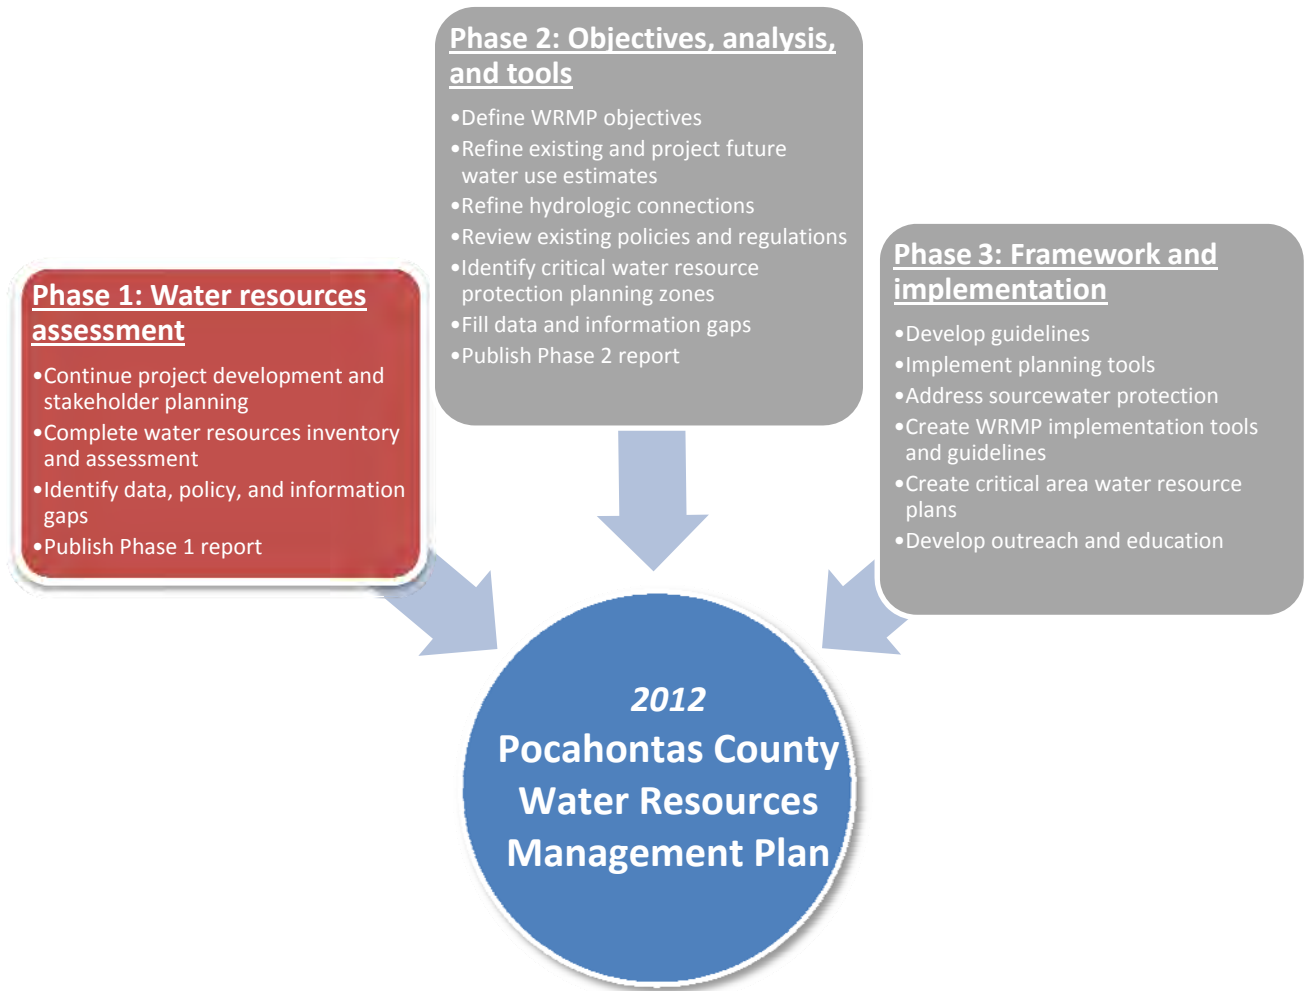 Phase 1: Water resources
assessment
•Continue project development and
stakeholder planning
•Complete water resources inventory
and assessment
•Identify data, policy, and information
gaps
•Publish Phase 1 report
Phase 2: Objectives, analysis,
and tools
•Define WRMP objectives
•Refine existing and project future
water use estimates
•Refine hydrologic connections
•Review existing policies and regulations
•Identify critical water resource
protection planning zones
•Fill data and information gaps
•Publish Phase 2 report
Phase 3: Framework and
implementation
•Develop guidelines
•Implement planning tools
•Address sourcewater protection
•Create WRMP implementation tools
and guidelines
•Create critical area water resource
plans
•Develop outreach and education
2012
Pocahontas County
Water Resources
Management Plan